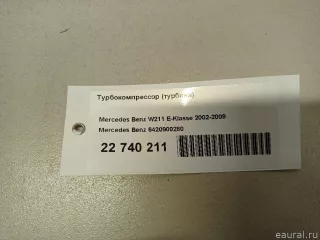 Турбокомпрессор (турбина)
Mercedes Benz W211 E-Klasse 2002-2009
Mercedes Benz 6420900280
22 740 211
eaural.ru